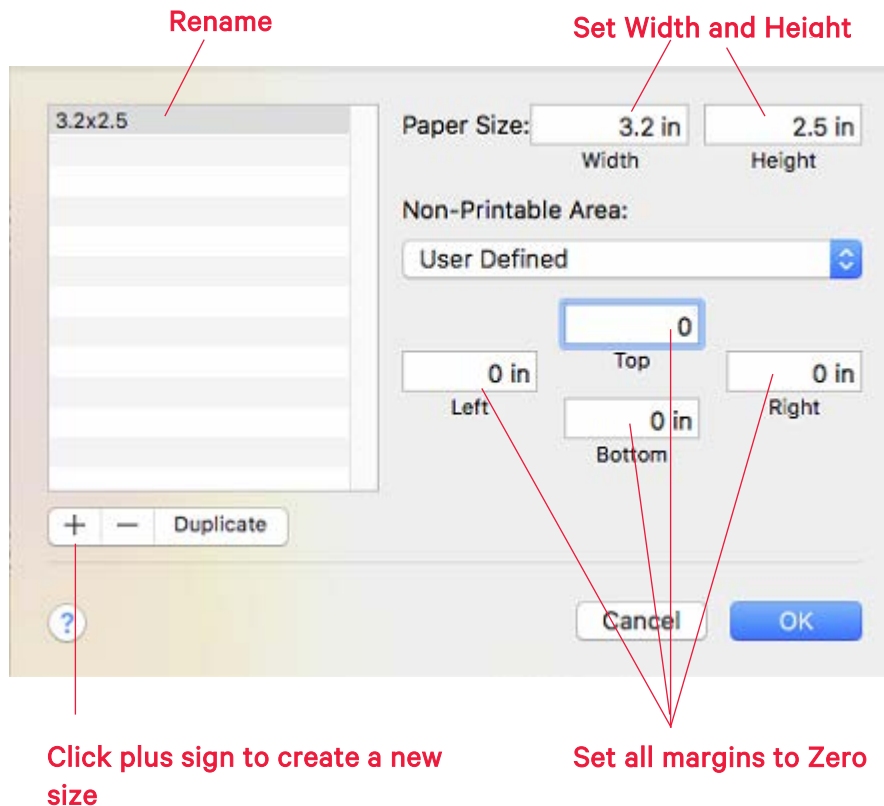 Rename
Set Width and Height
3.2x2.5
Paper Size:
3.2 in
2.5 in
Width
Height
Non-Printable Area:
User Defined
0
Top
0 in
0 in
Left
Right
0 in
Bottom
+ − Duplicate
?
Cancel
OK
Click plus sign to create a new
size
Set all margins to Zero